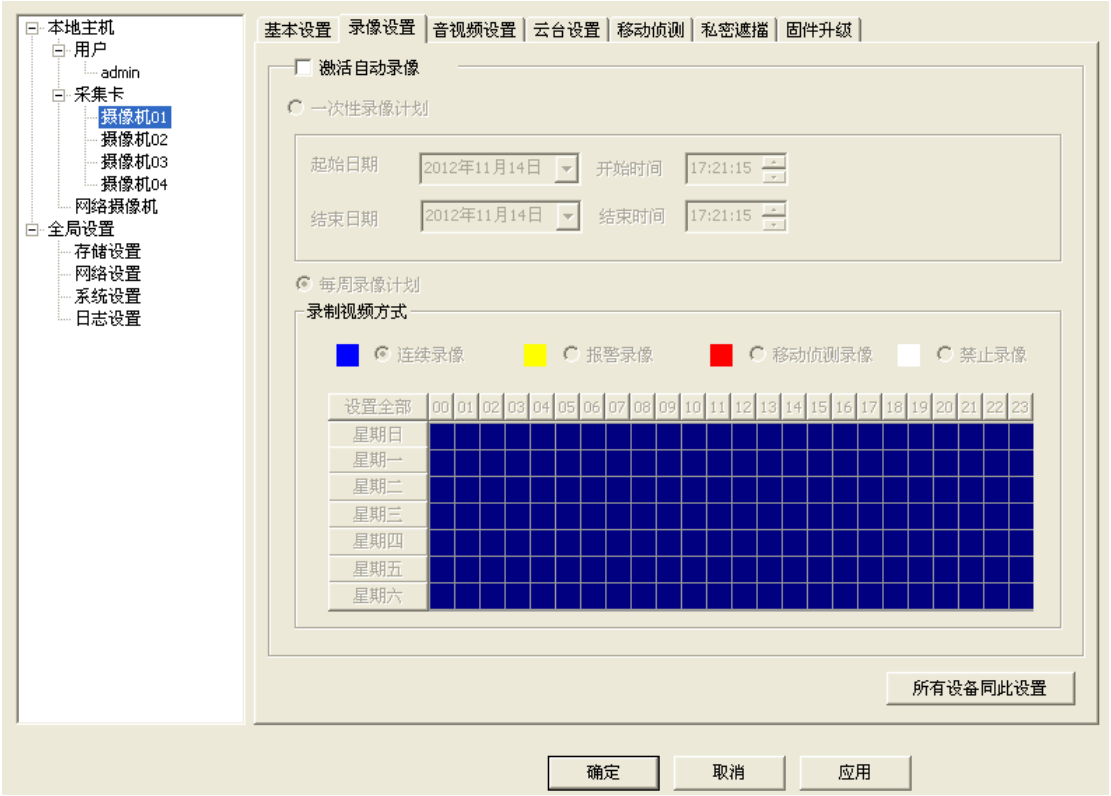 本地主机
用户
admin
采集卡
摄像机01
摄像机02
摄像机03
摄像机04
网络摄像机
全局设置
存储设置
网络设置
系统设置
日志设置
基本设置 录像设置 音视频设置 云台设置 移动侦测 私密遮挡 固件升级
激活自动录像
一次性录像计划
起始日期 2012年11月14日 开始时间 17:21:15
结束日期 2012年11月14日 结束时间 17:21:15
每周录像计划
录制视频方式
连续录像 报警录像 移动侦测录像 禁止录像
设置全部 00 01 02 03 04 05 06 07 08 09 10 11 12 13 14 15 16 17 18 19 20 21 22 23
星期日
星期一
星期二
星期三
星期四
星期五
星期六
所有设备同此设置
确定 取消 应用